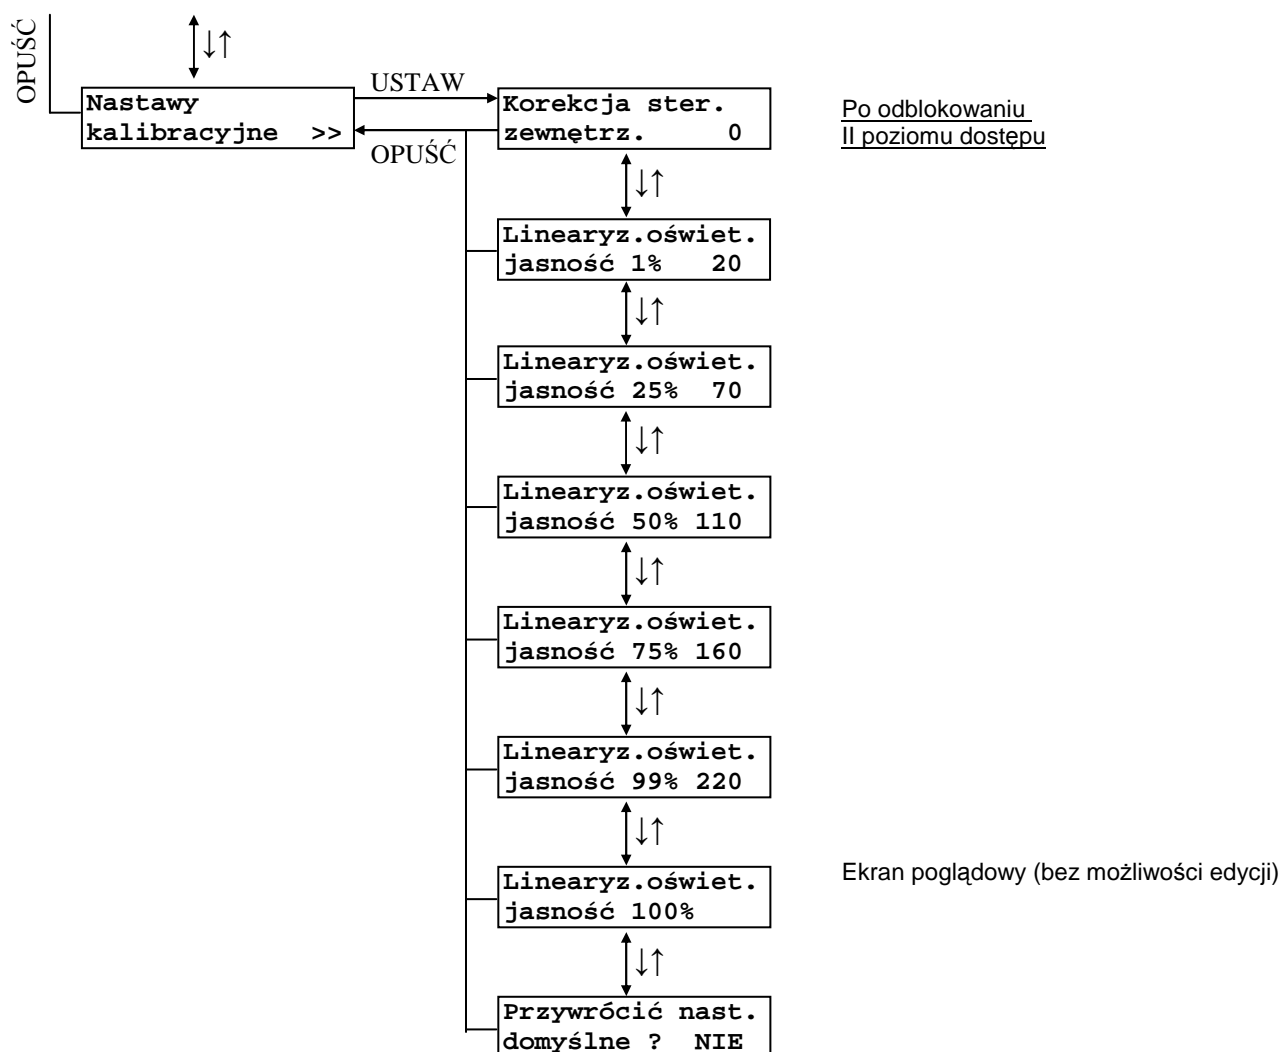 OPUŚĆ
↓↑
Nastawy
kalibracyjne >>
USTAW
OPUŚĆ
Korekcja ster.
zewnętrz. 0
Po odblokowaniu
II poziomu dostępu
↓↑
Linearyz.oświet.
jasność 1% 20
↓↑
Linearyz.oświet.
jasność 25% 70
↓↑
Linearyz.oświet.
jasność 50% 110
↓↑
Linearyz.oświet.
jasność 75% 160
↓↑
Linearyz.oświet.
jasność 99% 220
↓↑
Linearyz.oświet.
jasność 100%
Ekran poglądowy (bez możliwości edycji)
↓↑
Przywrócić nast.
domyślne ? NIE